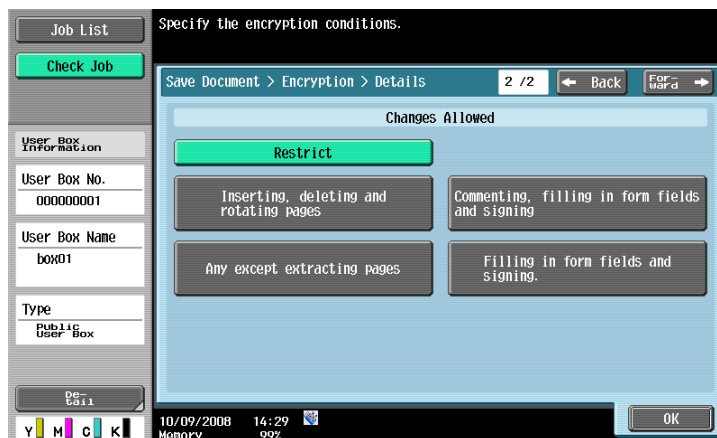 Job List
Check Job
Specify the encryption conditions.
Save Document > Encryption > Details
2 /2
← Back
For-
ward →
Changes Allowed
Restrict
Inserting, deleting and
rotating pages
Commenting, filling in form fields
and signing
Any except extracting pages
Filling in form fields and
signing.
User Box
Information
User Box No.
000000001
User Box Name
box01
Type
Public
User Box
De-
tail
Y M C K
10/09/2008 14:29
Memory 99%
OK